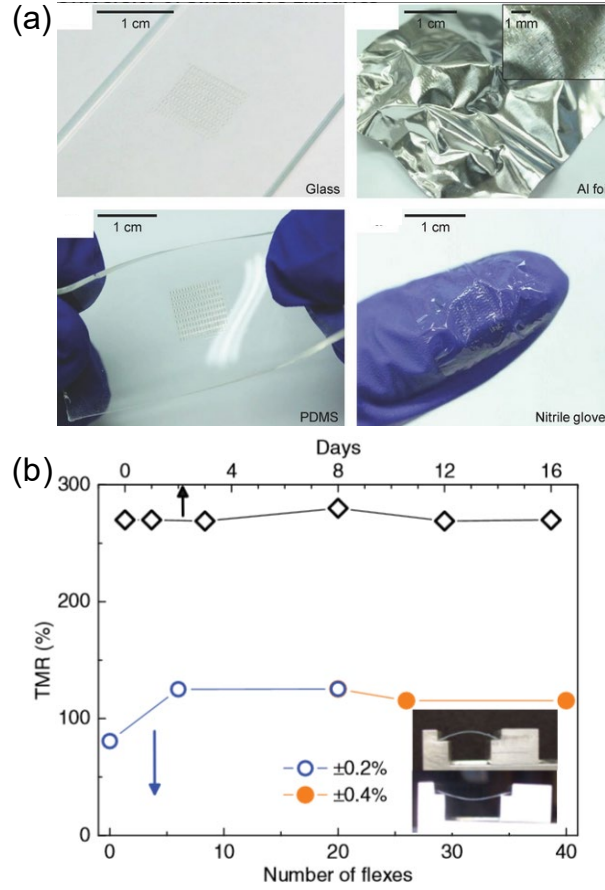 (a)
1 cm
1 cm
1 mm
Glass
Al fo
1 cm
1 cm
PDMS
Nitrile glove
(b)
Days
0 4 8 12 16
300
200
100
0
TMR (%)
±0.2%
±0.4%
0 10 20 30 40
Number of flexes